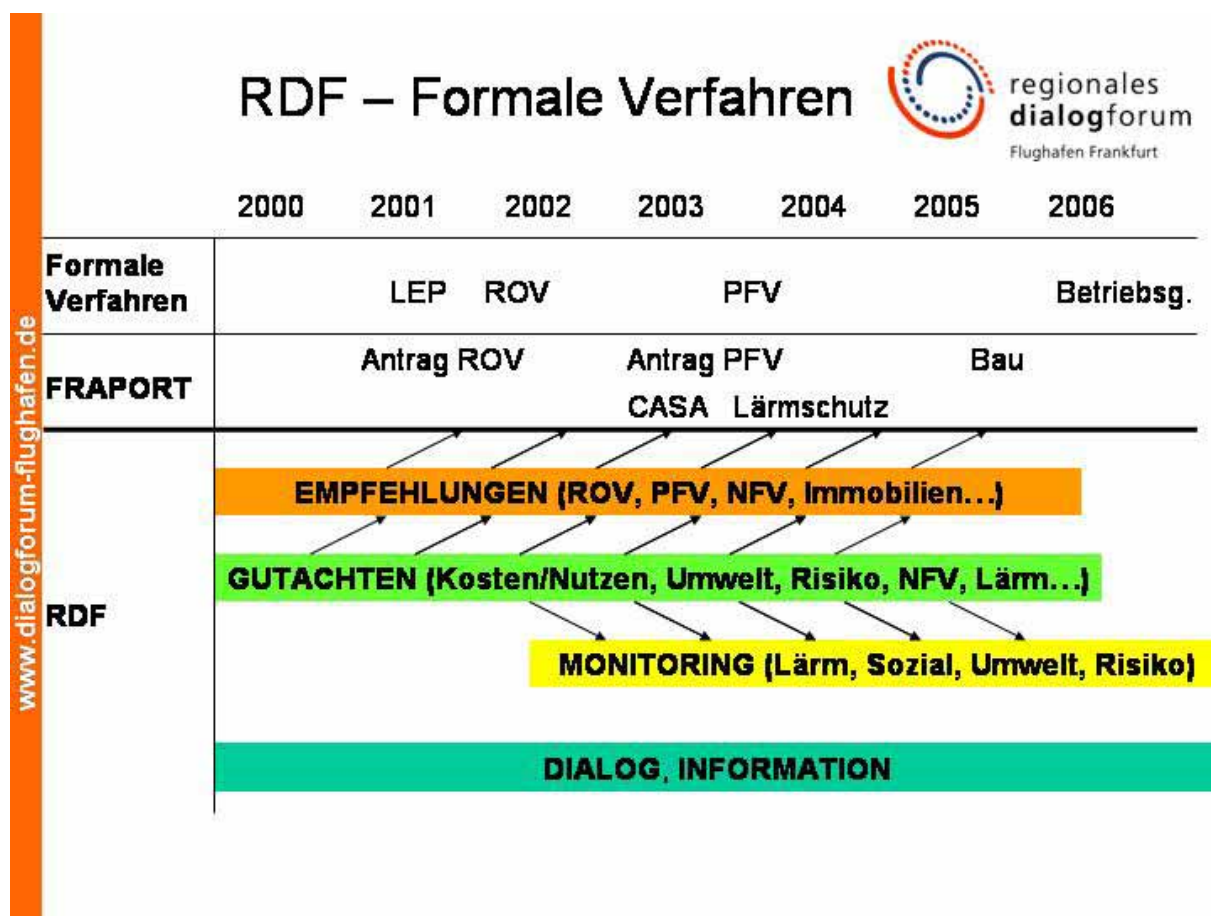 RDF – Formale Verfahren
regionales
dialogforum
Flughafen Frankfurt
2000 2001 2002 2003 2004 2005 2006
Formale
Verfahren
LEP ROV PFV Betriebsg.
FRAPORT
Antrag ROV Antrag PFV Bau
CASA Lärmschutz
EMPFEHLUNGEN (ROV, PFV, NFV, Immobilien…)
GUTACHTEN (Kosten/Nutzen, Umwelt, Risiko, NFV, Lärm…)
RDF
MONITORING (Lärm, Sozial, Umwelt, Risiko)
DIALOG, INFORMATION
www.dialogforum-flughafen.de